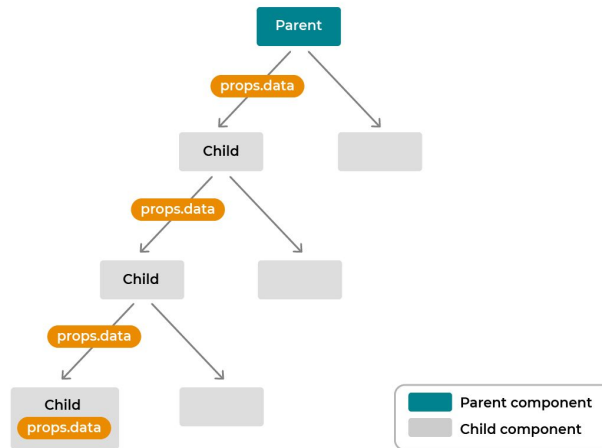 Parent
props.data
Child
props.data
Child
props.data
Child
props.data
Parent component
Child component